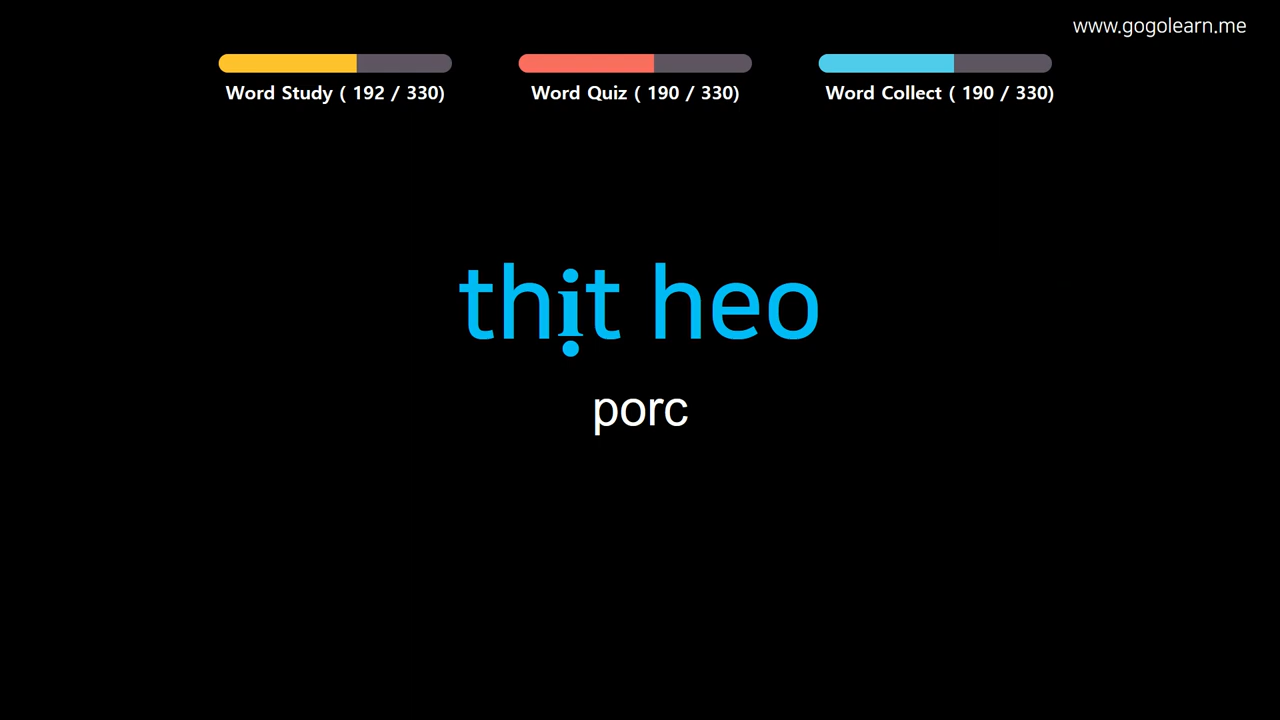 www.gogolearn.me
Word Study ( 192 / 330)
Word Quiz ( 190 / 330)
Word Collect ( 190 / 330)
thịt heo
porc